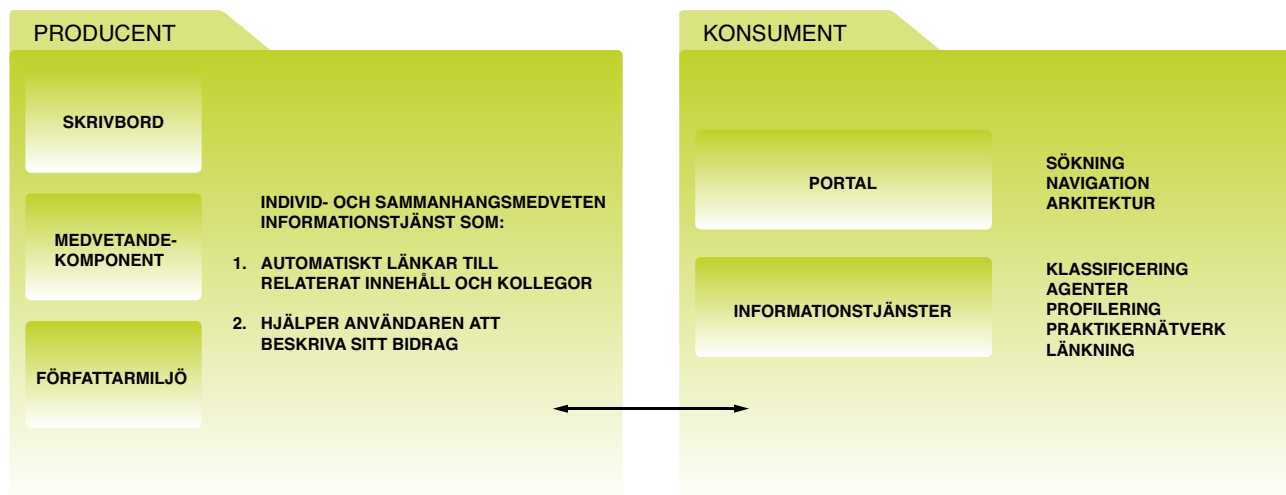 PRODUCENT
SKRIVBORD
MEDVETANDE-
KOMPONENT
FÖRFATTARMILJÖ
INDIVID- OCH SAMMANHANGSMEDVETEN
INFORMATIONSTJÄNST SOM:
1. AUTOMATISKT LÄNKAR TILL
RELATERAT INNEHÅLL OCH KOLLEGOR
2. HJÄLPER ANVÄNDAREN ATT
BESKRIVA SITT BIDRAG
KONSUMENT
PORTAL
SÖKNING
NAVIGATION
ARKITEKTUR
INFORMATIONSTJÄNSTER
KLASSIFICERING
AGENTER
PROFILERING
PRAKTIKERNÄTVERK
LÄNKNING